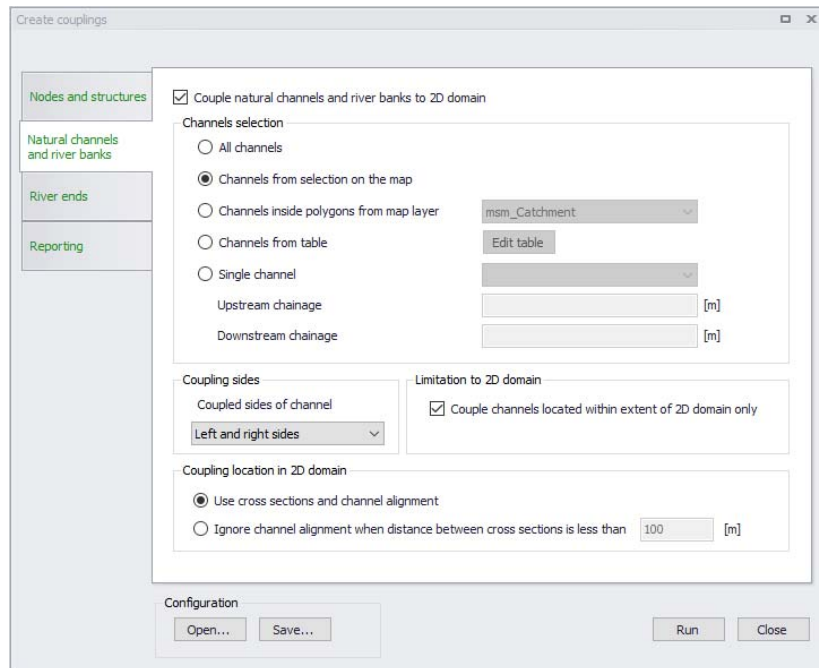 Create couplings
Nodes and structures
Natural channels
and river banks
River ends
Reporting
Couple natural channels and river banks to 2D domain
Channels selection
All channels
Channels from selection on the map
Channels inside polygons from map layer
msm_Catchment
Channels from table
Edit table
Single channel
Upstream chainage
[m]
Downstream chainage
[m]
Coupling sides
Coupled sides of channel
Left and right sides
Limitation to 2D domain
Couple channels located within extent of 2D domain only
Coupling location in 2D domain
Use cross sections and channel alignment
Ignore channel alignment when distance between cross sections is less than
100
[m]
Configuration
Open...
Save...
Run
Close